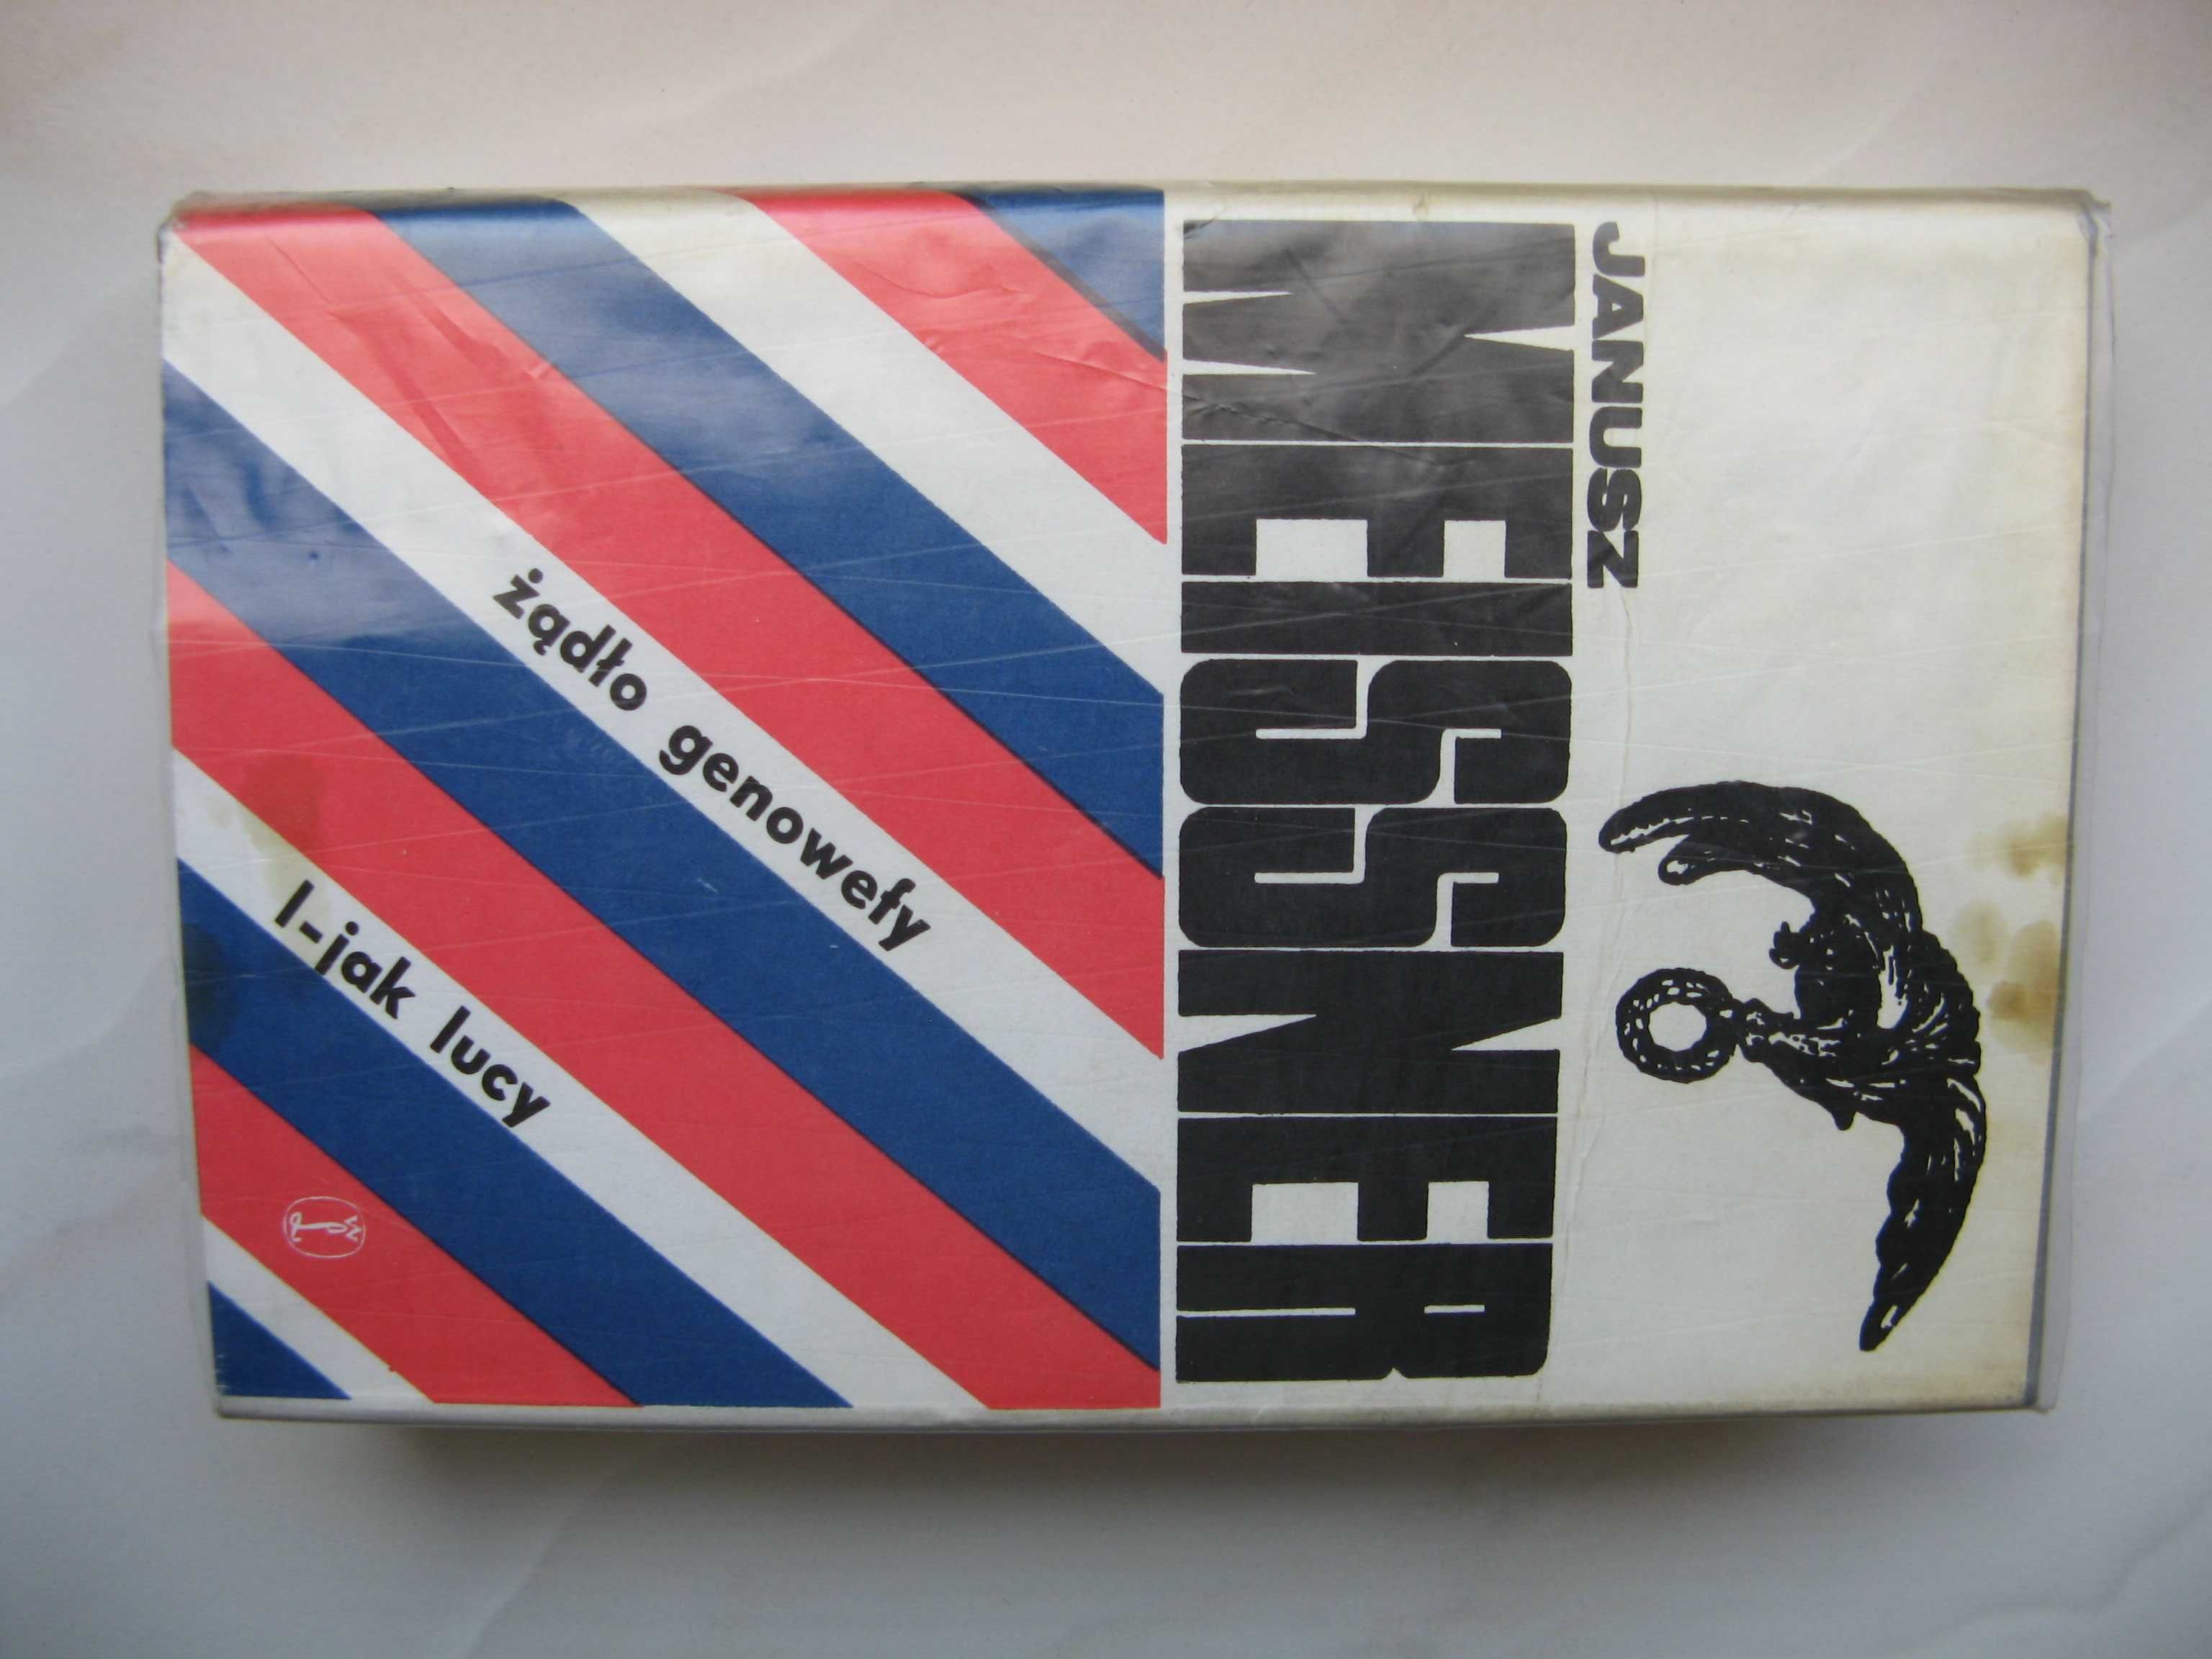 JANUSZ
MEISSNER
żądło genowefy
l-jak lucy